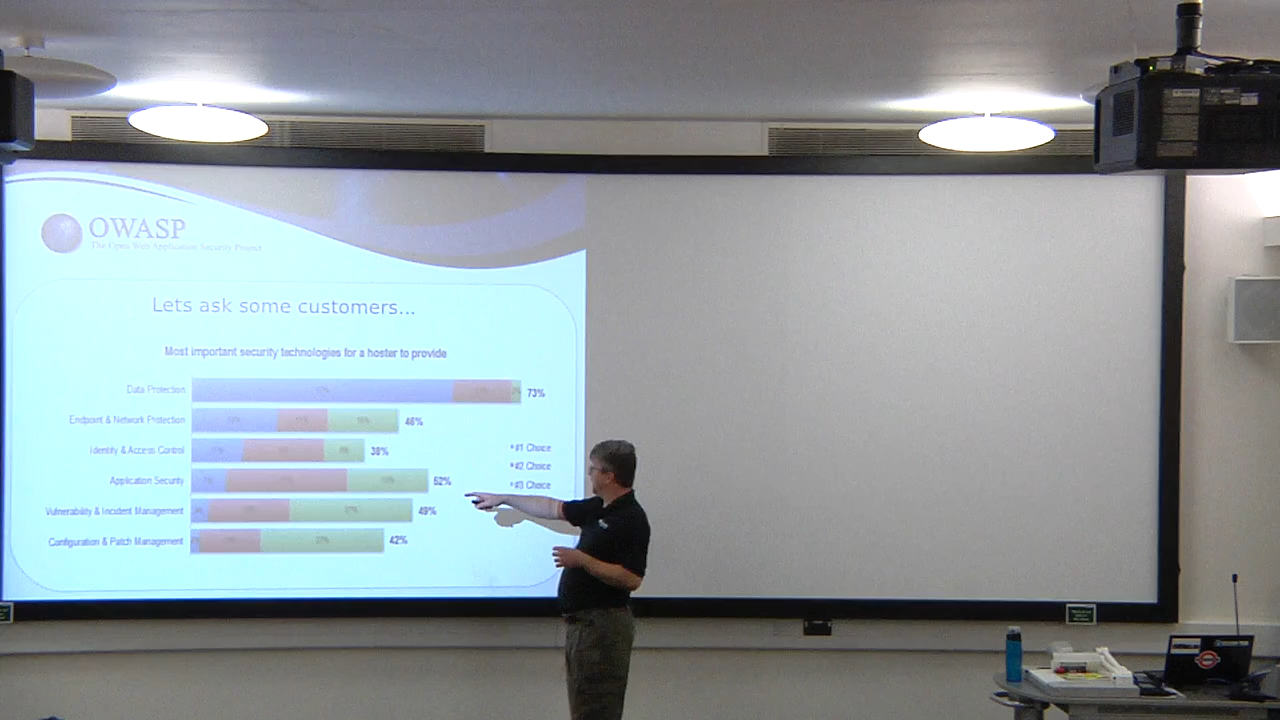 OWASP
The Open Web Application Security Project
Lets ask some customers...
Most important security technologies for a hoster to provide
Data Protection 73%
Endpoint & Network Protection 46%
Identity & Access Control 38%
#1 Choice
#2 Choice
Application Security 52%
#3 Choice
Vulnerability & Incident Management 49%
Configuration & Patch Management 42%